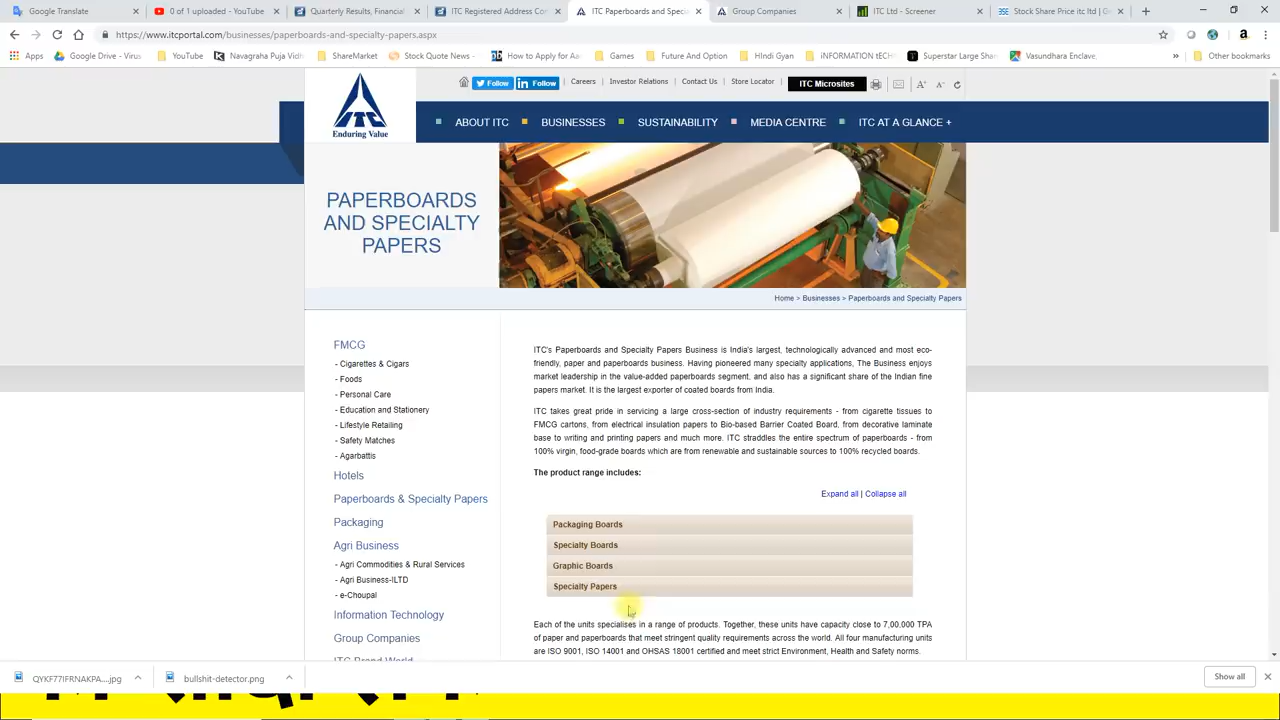 Google Translate
0 of 1 uploaded - YouTube
Quarterly Results, Financial
ITC Registered Address Con
ITC Paperboards and Speci
Group Companies
ITC Ltd - Screener
Stock Share Price itc ltd | G
https://www.itcportal.com/businesses/paperboards-and-specialty-papers.aspx
Apps
Google Drive - Virus
YouTube
Navagraha Puja Vidh
ShareMarket
Stock Quote News -
How to Apply for Aa
Games
Future And Option
HIndi Gyan
iNFORMATION tECH
Superstar Large Shar
Vasundhara Enclave,
»
Other bookmarks
ITC
Enduring Value
Follow
Follow
| Careers | Investor Relations | Contact Us | Store Locator
ITC Microsites
A+
A-
ABOUT ITC
BUSINESSES
SUSTAINABILITY
MEDIA CENTRE
ITC AT A GLANCE +
PAPERBOARDS
AND SPECIALTY
PAPERS
Home > Businesses > Paperboards and Specialty Papers
FMCG
- Cigarettes & Cigars
- Foods
- Personal Care
- Education and Stationery
- Lifestyle Retailing
- Safety Matches
- Agarbattis
Hotels
Paperboards & Specialty Papers
Packaging
Agri Business
- Agri Commodities & Rural Services
- Agri Business-ILTD
- e-Choupal
Information Technology
Group Companies
ITC Brand World
ITC's Paperboards and Specialty Papers Business is India's largest, technologically advanced and most eco-
friendly, paper and paperboards business. Having pioneered many specialty applications, The Business enjoys
market leadership in the value-added paperboards segment, and also has a significant share of the Indian fine
papers market. It is the largest exporter of coated boards from India.
ITC takes great pride in servicing a large cross-section of industry requirements - from cigarette tissues to
FMCG cartons, from electrical insulation papers to Bio-based Barrier Coated Board, from decorative laminate
base to writing and printing papers and much more. ITC straddles the entire spectrum of paperboards - from
100% virgin, food-grade boards which are from renewable and sustainable sources to 100% recycled boards.
The product range includes:
Expand all | Collapse all
Packaging Boards
Specialty Boards
Graphic Boards
Specialty Papers
Each of the units specialises in a range of products. Together, these units have capacity close to 7,00,000 TPA
of paper and paperboards that meet stringent quality requirements across the world. All four manufacturing units
are ISO 9001, ISO 14001 and OHSAS 18001 certified and meet strict Environment, Health and Safety norms.
QYKF77IFRNAKPA....jpg
bullshit-detector.png
Show all